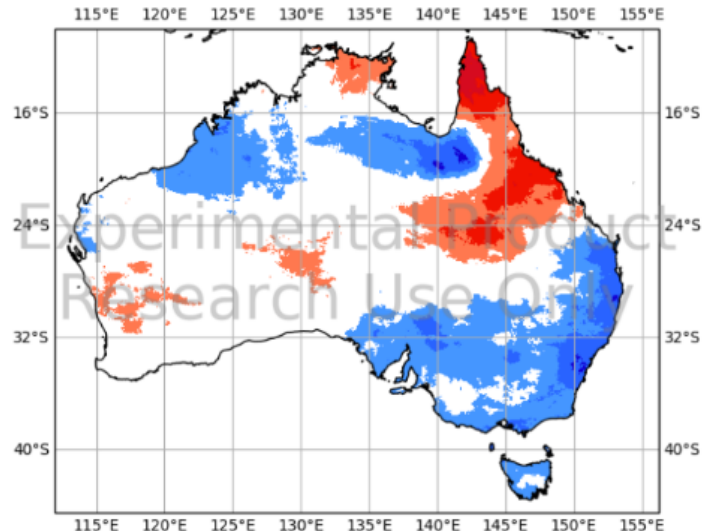 115°E 120°E 125°E 130°E 135°E 140°E 145°E 150°E 155°E
16°S 16°S
24°S 24°S
Experimental Product
Research Use Only
32°S 32°S
40°S 40°S
115°E 120°E 125°E 130°E 135°E 140°E 145°E 150°E 155°E